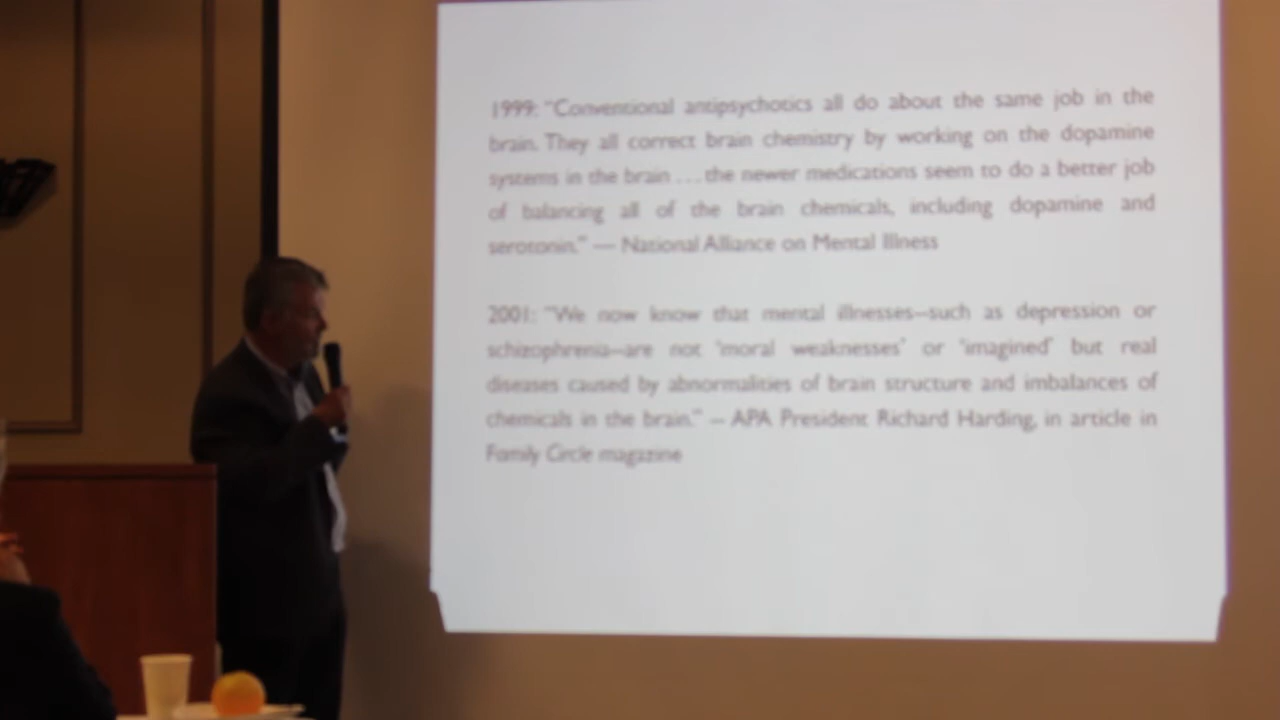 1999: "Conventional antipsychotics all do about the same job in the
brain. They all correct brain chemistry by working on the dopamine
systems in the brain . . . the newer medications seem to do a better job
of balancing all of the brain chemicals, including dopamine and
serotonin." — National Alliance on Mental Illness
2001: "We now know that mental illnesses—such as depression or
schizophrenia—are not 'moral weaknesses' or 'imagined' but real
diseases caused by abnormalities of brain structure and imbalances of
chemicals in the brain." – APA President Richard Harding, in article in
Family Circle magazine